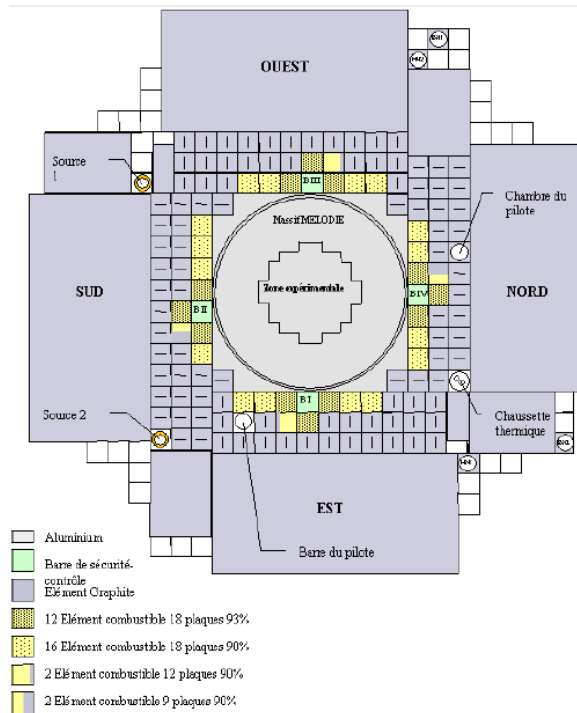 OUEST
Source
1
B III
Massif MELODIE
Chambre du
pilote
Zone expérimentale
SUD
B II
B IV
NORD
B I
Source 2
Chaussette
thermique
EST
Barre du pilote
Aluminium
Barre de sécurité-
contrôle
Elément Graphite
12 Elément combustible 18 plaques 93%
16 Elément combustible 18 plaques 90%
2 Elément combustible 12 plaques 90%
2 Elément combustible 9 plaques 90%